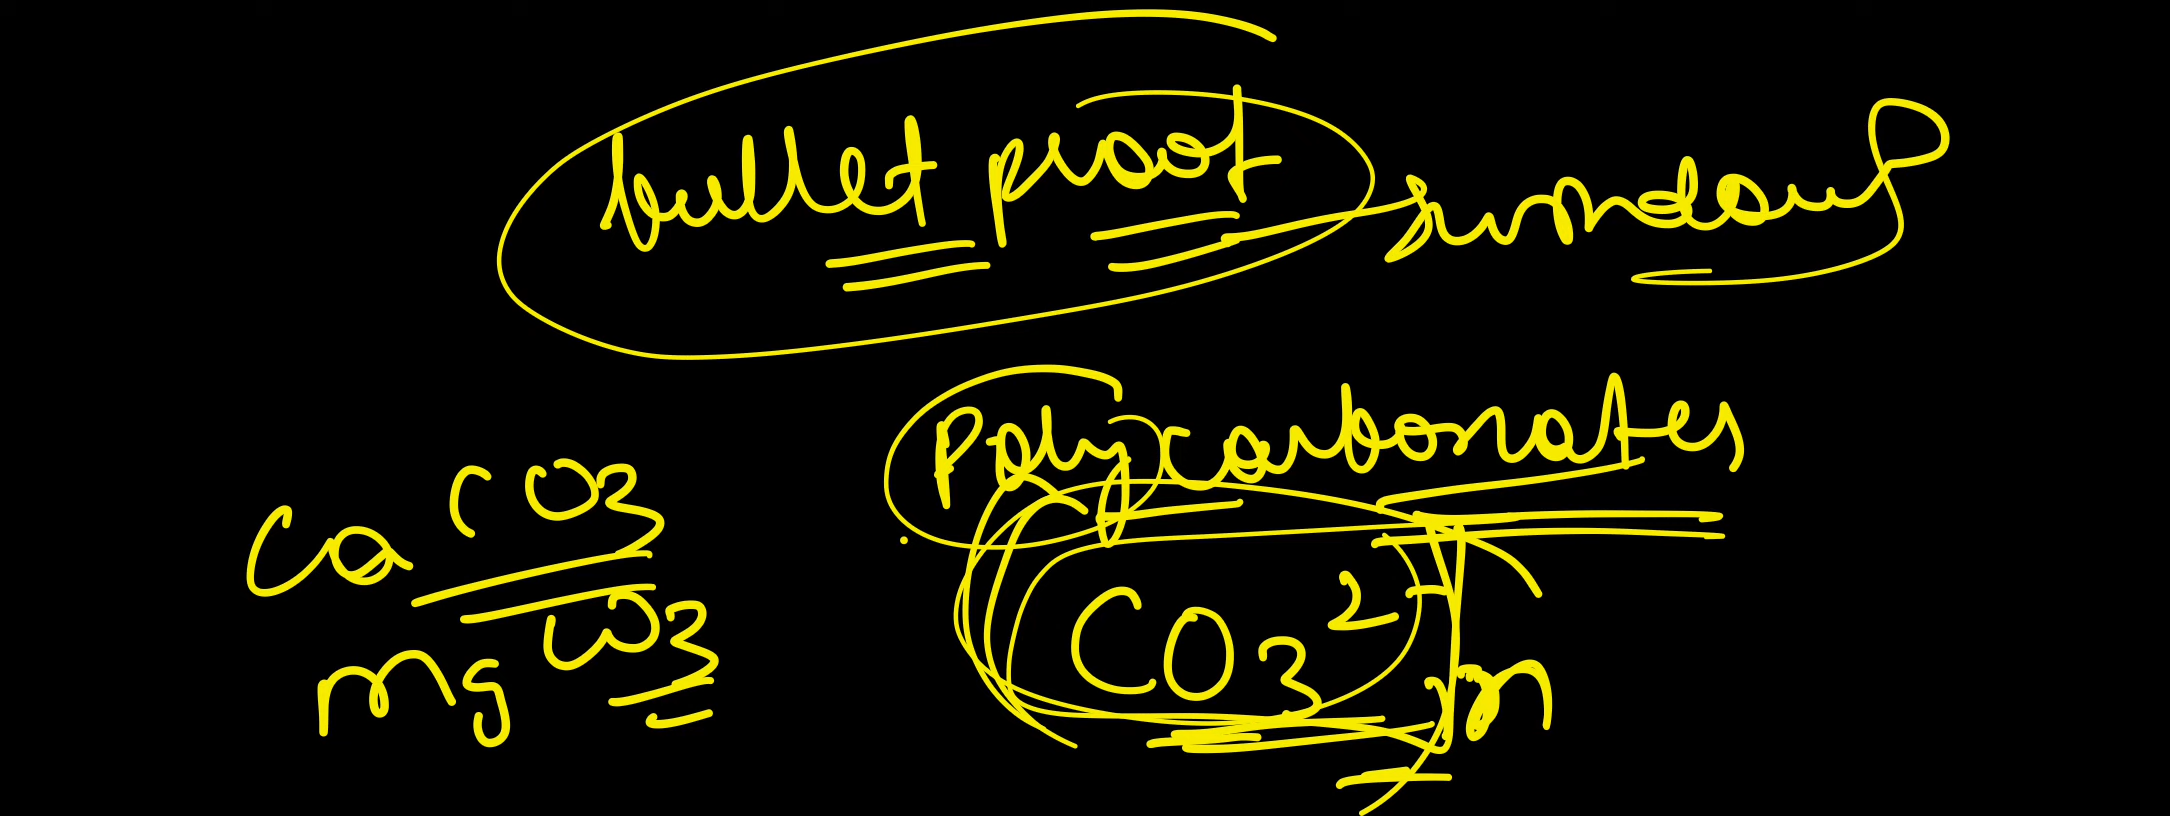 bullet proof windows
Polycarbonates
CaCO3
MgCO3
[CO3 2-]n